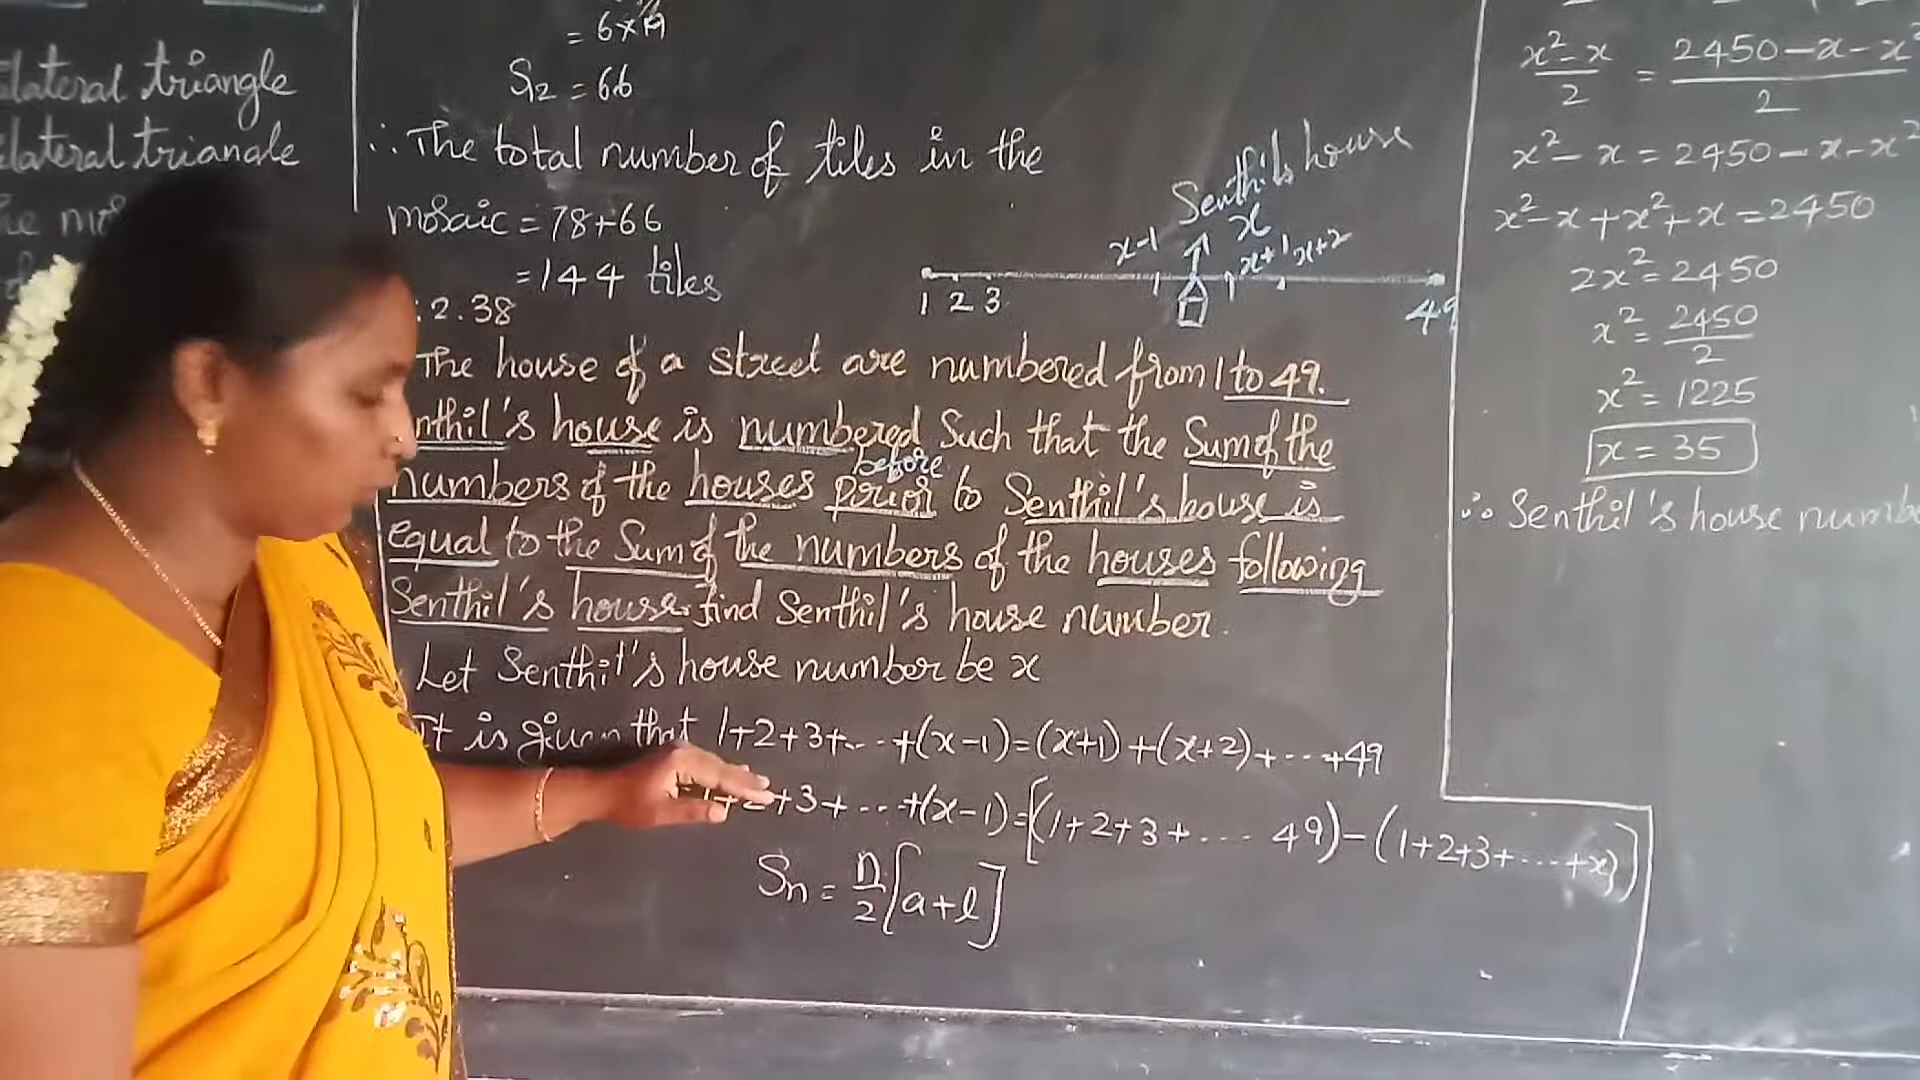 lateral triangle
lateral triangle
= 6×11
S₂ = 66
∴ The total number of tiles in the
mosaic = 78+66
= 144 tiles
Senthil's house
x
x-1
x+1
x+2
1 2 3
49
2.38
The house of a street are numbered from 1 to 49.
nthil's house is numbered Such that the Sum of the
before
numbers of the houses prior to Senthil's house is
equal to the Sum of the numbers of the houses following
Senthil's house. find Senthil's house number.
Let Senthil's house number be x
It is given that 1+2+3+...+(x-1)=(x+1)+(x+2)+...+49
1+2+3+...+(x-1)=[(1+2+3+.... 49)-(1+2+3+...+x)]
Sn = n/2 [a+l]
x²-x/2 = 2450-x-x²/2
x²-x = 2450-x-x²
x²-x+x²+x = 2450
2x² = 2450
x² = 2450/2
x² = 1225
x = 35
∴ Senthil's house numbe